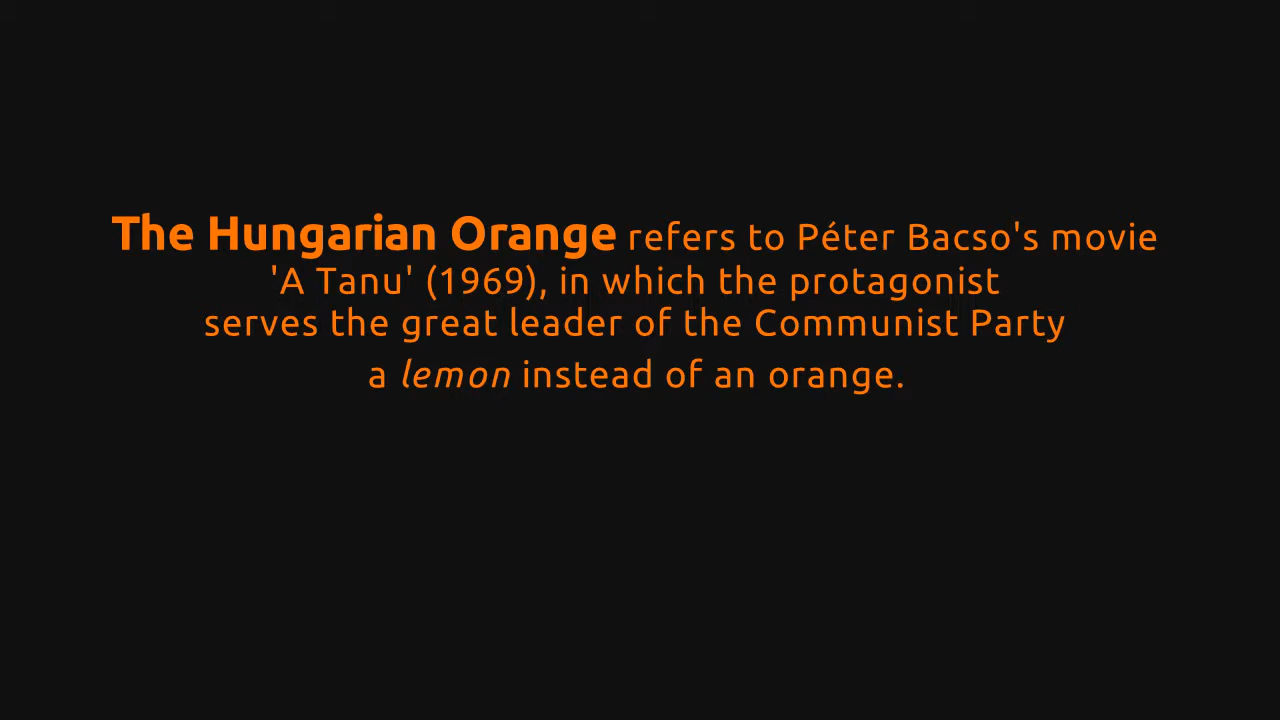 The Hungarian Orange refers to Péter Bacso's movie
'A Tanu' (1969), in which the protagonist
serves the great leader of the Communist Party
a lemon instead of an orange.